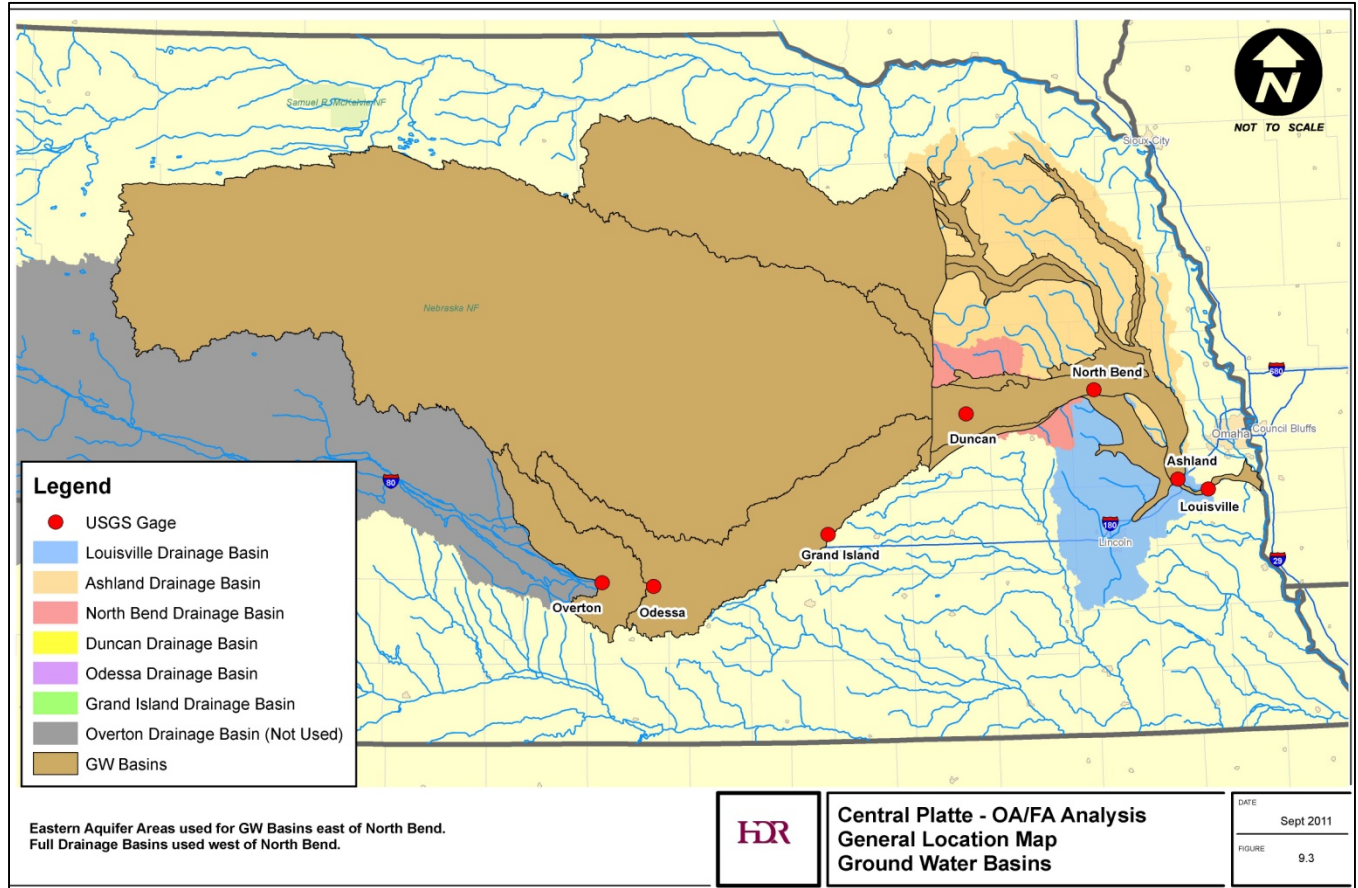 Samuel R. McKelvie NF
N
NOT TO SCALE
Sioux City
Nebraska NF
680
North Bend
Duncan
Omaha
Council Bluffs
Ashland
Louisville
80
180
Lincoln
Grand Island
29
Overton
Odessa
Legend
USGS Gage
Louisville Drainage Basin
Ashland Drainage Basin
North Bend Drainage Basin
Duncan Drainage Basin
Odessa Drainage Basin
Grand Island Drainage Basin
Overton Drainage Basin (Not Used)
GW Basins
Eastern Aquifer Areas used for GW Basins east of North Bend.
Full Drainage Basins used west of North Bend.
HDR
Central Platte - OA/FA Analysis
General Location Map
Ground Water Basins
DATE
Sept 2011
FIGURE
9.3